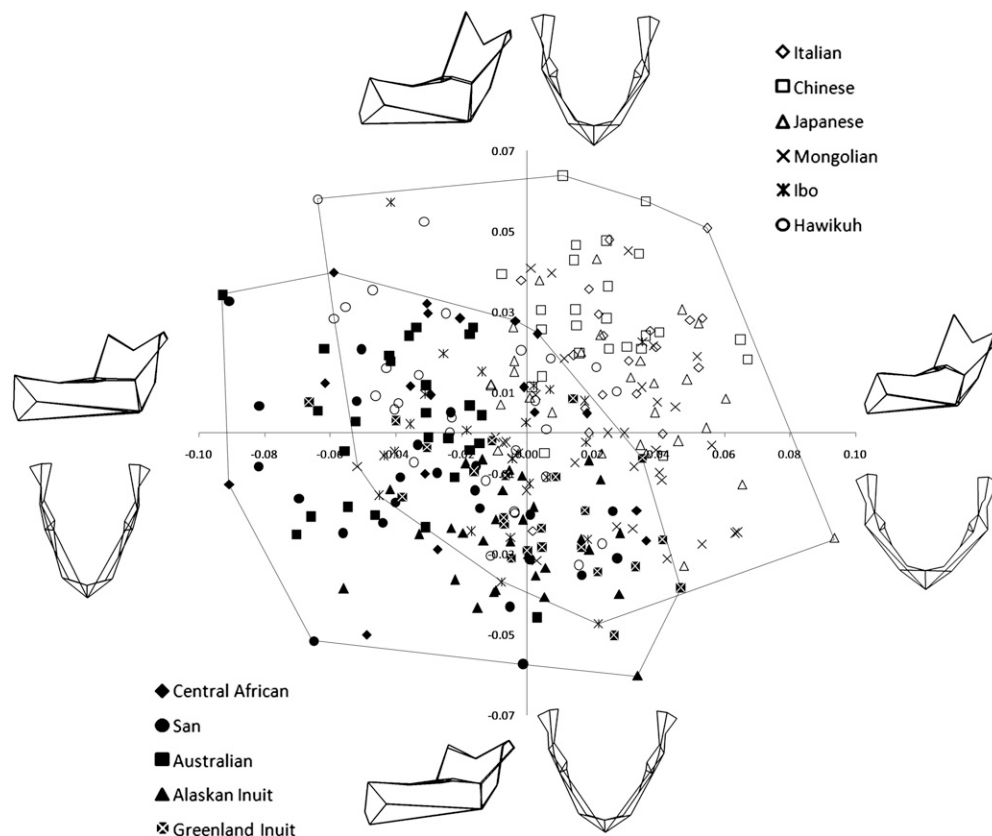 Italian
Chinese
Japanese
Mongolian
Ibo
Hawikuh
0.07
0.05
0.03
0.01
-0.10 -0.08 -0.06 -0.04 -0.02 0.00 0.02 0.04 0.06 0.08 0.10
-0.01
-0.03
-0.05
-0.07
Central African
San
Australian
Alaskan Inuit
Greenland Inuit